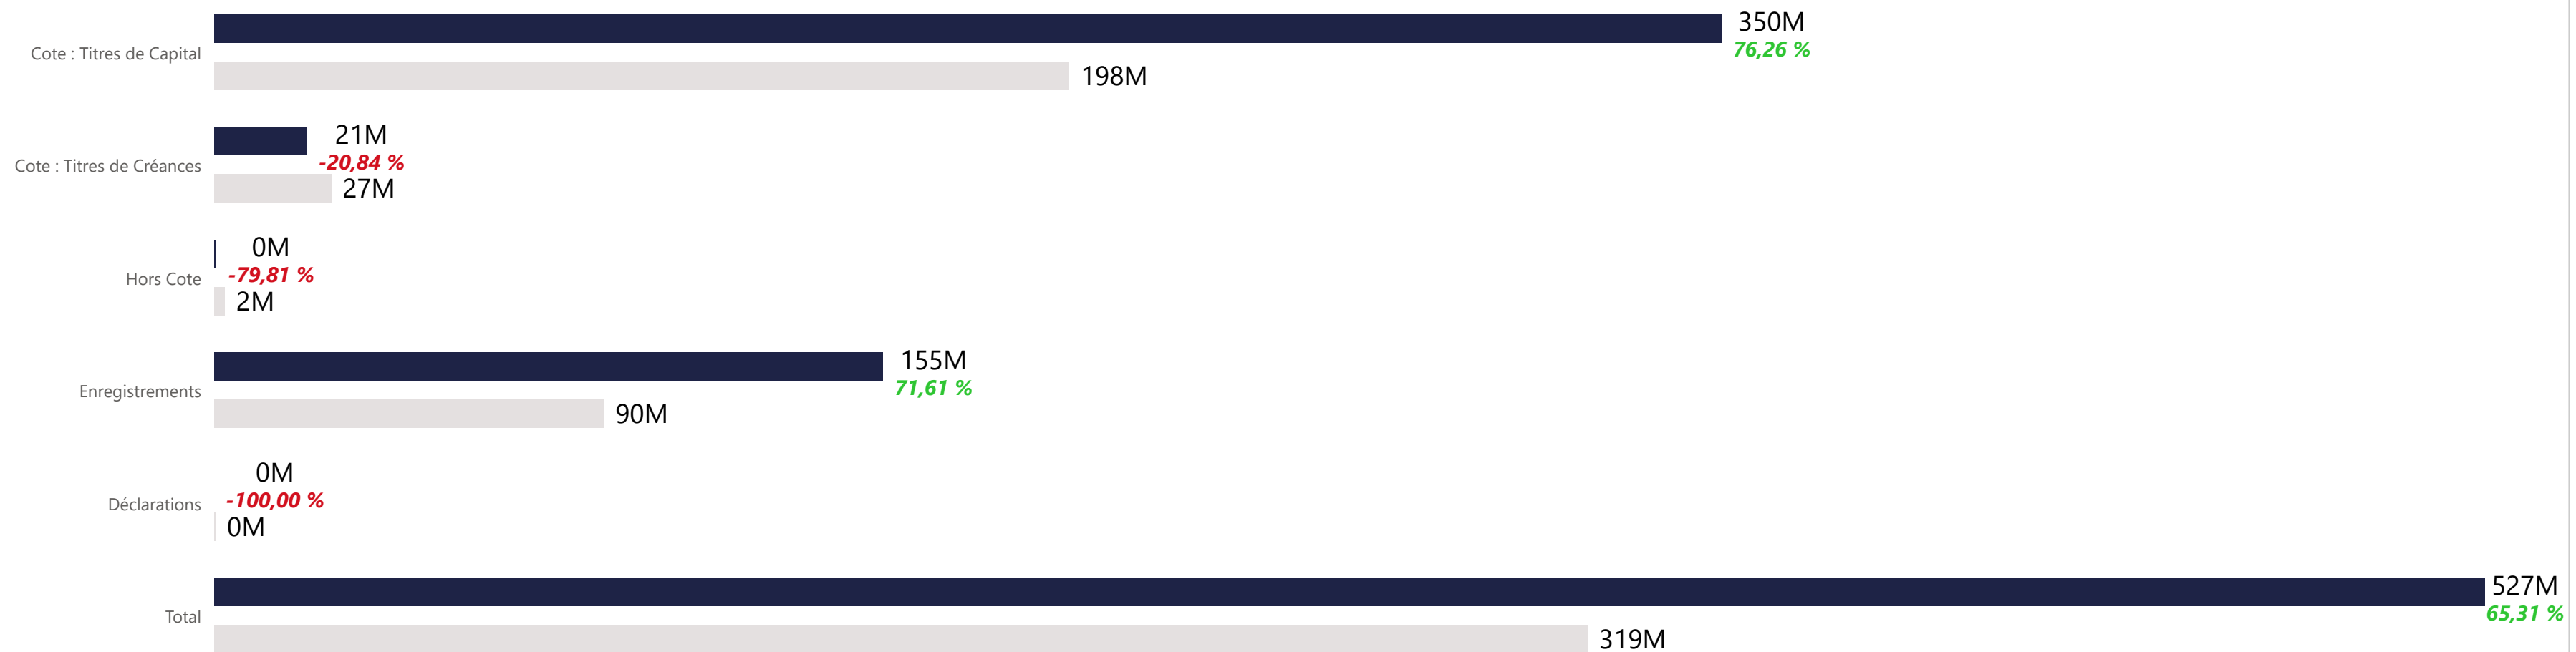 350M
Cote : Titres de Capital
76,26 %
198M
21M
Cote : Titres de Créances
-20,84 %
27M
0M
Hors Cote
-79,81 %
2M
155M
Enregistrements
71,61 %
90M
0M
Déclarations
-100,00 %
0M
527M
Total
65,31 %
319M